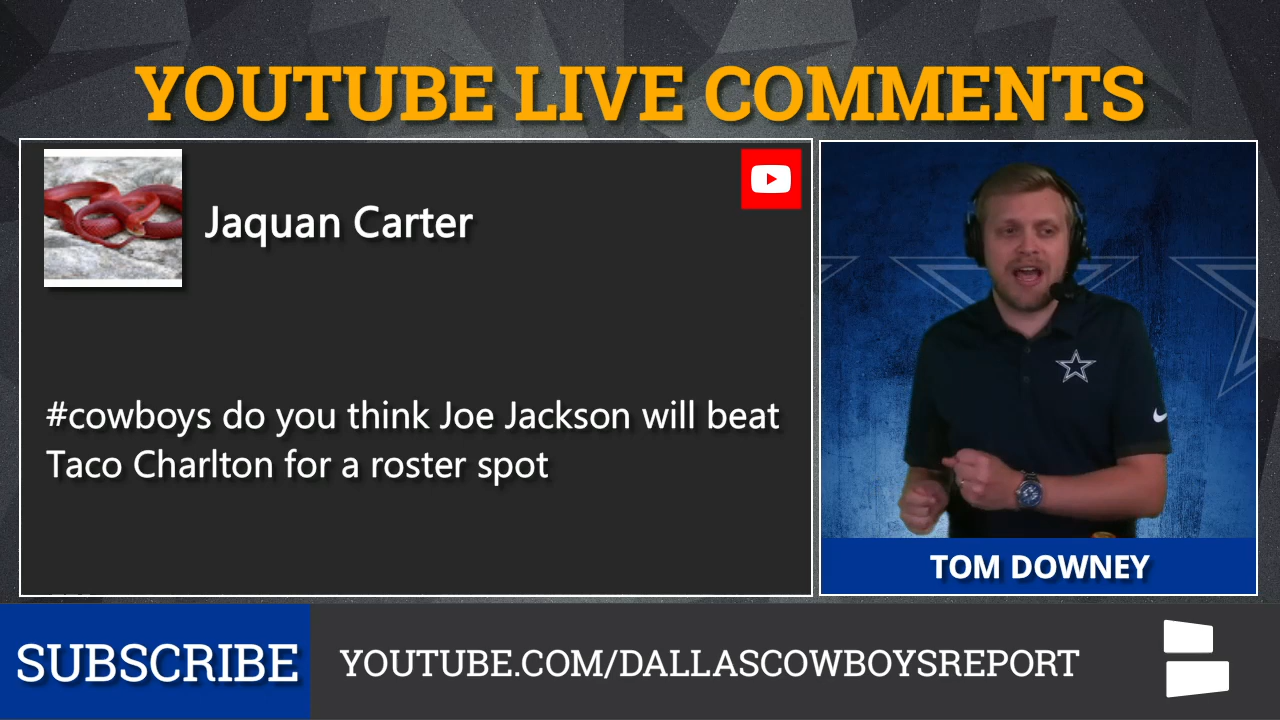 YOUTUBE LIVE COMMENTS
Jaquan Carter
#cowboys do you think Joe Jackson will beat
Taco Charlton for a roster spot
TOM DOWNEY
SUBSCRIBE
YOUTUBE.COM/DALLASCOWBOYSREPORT